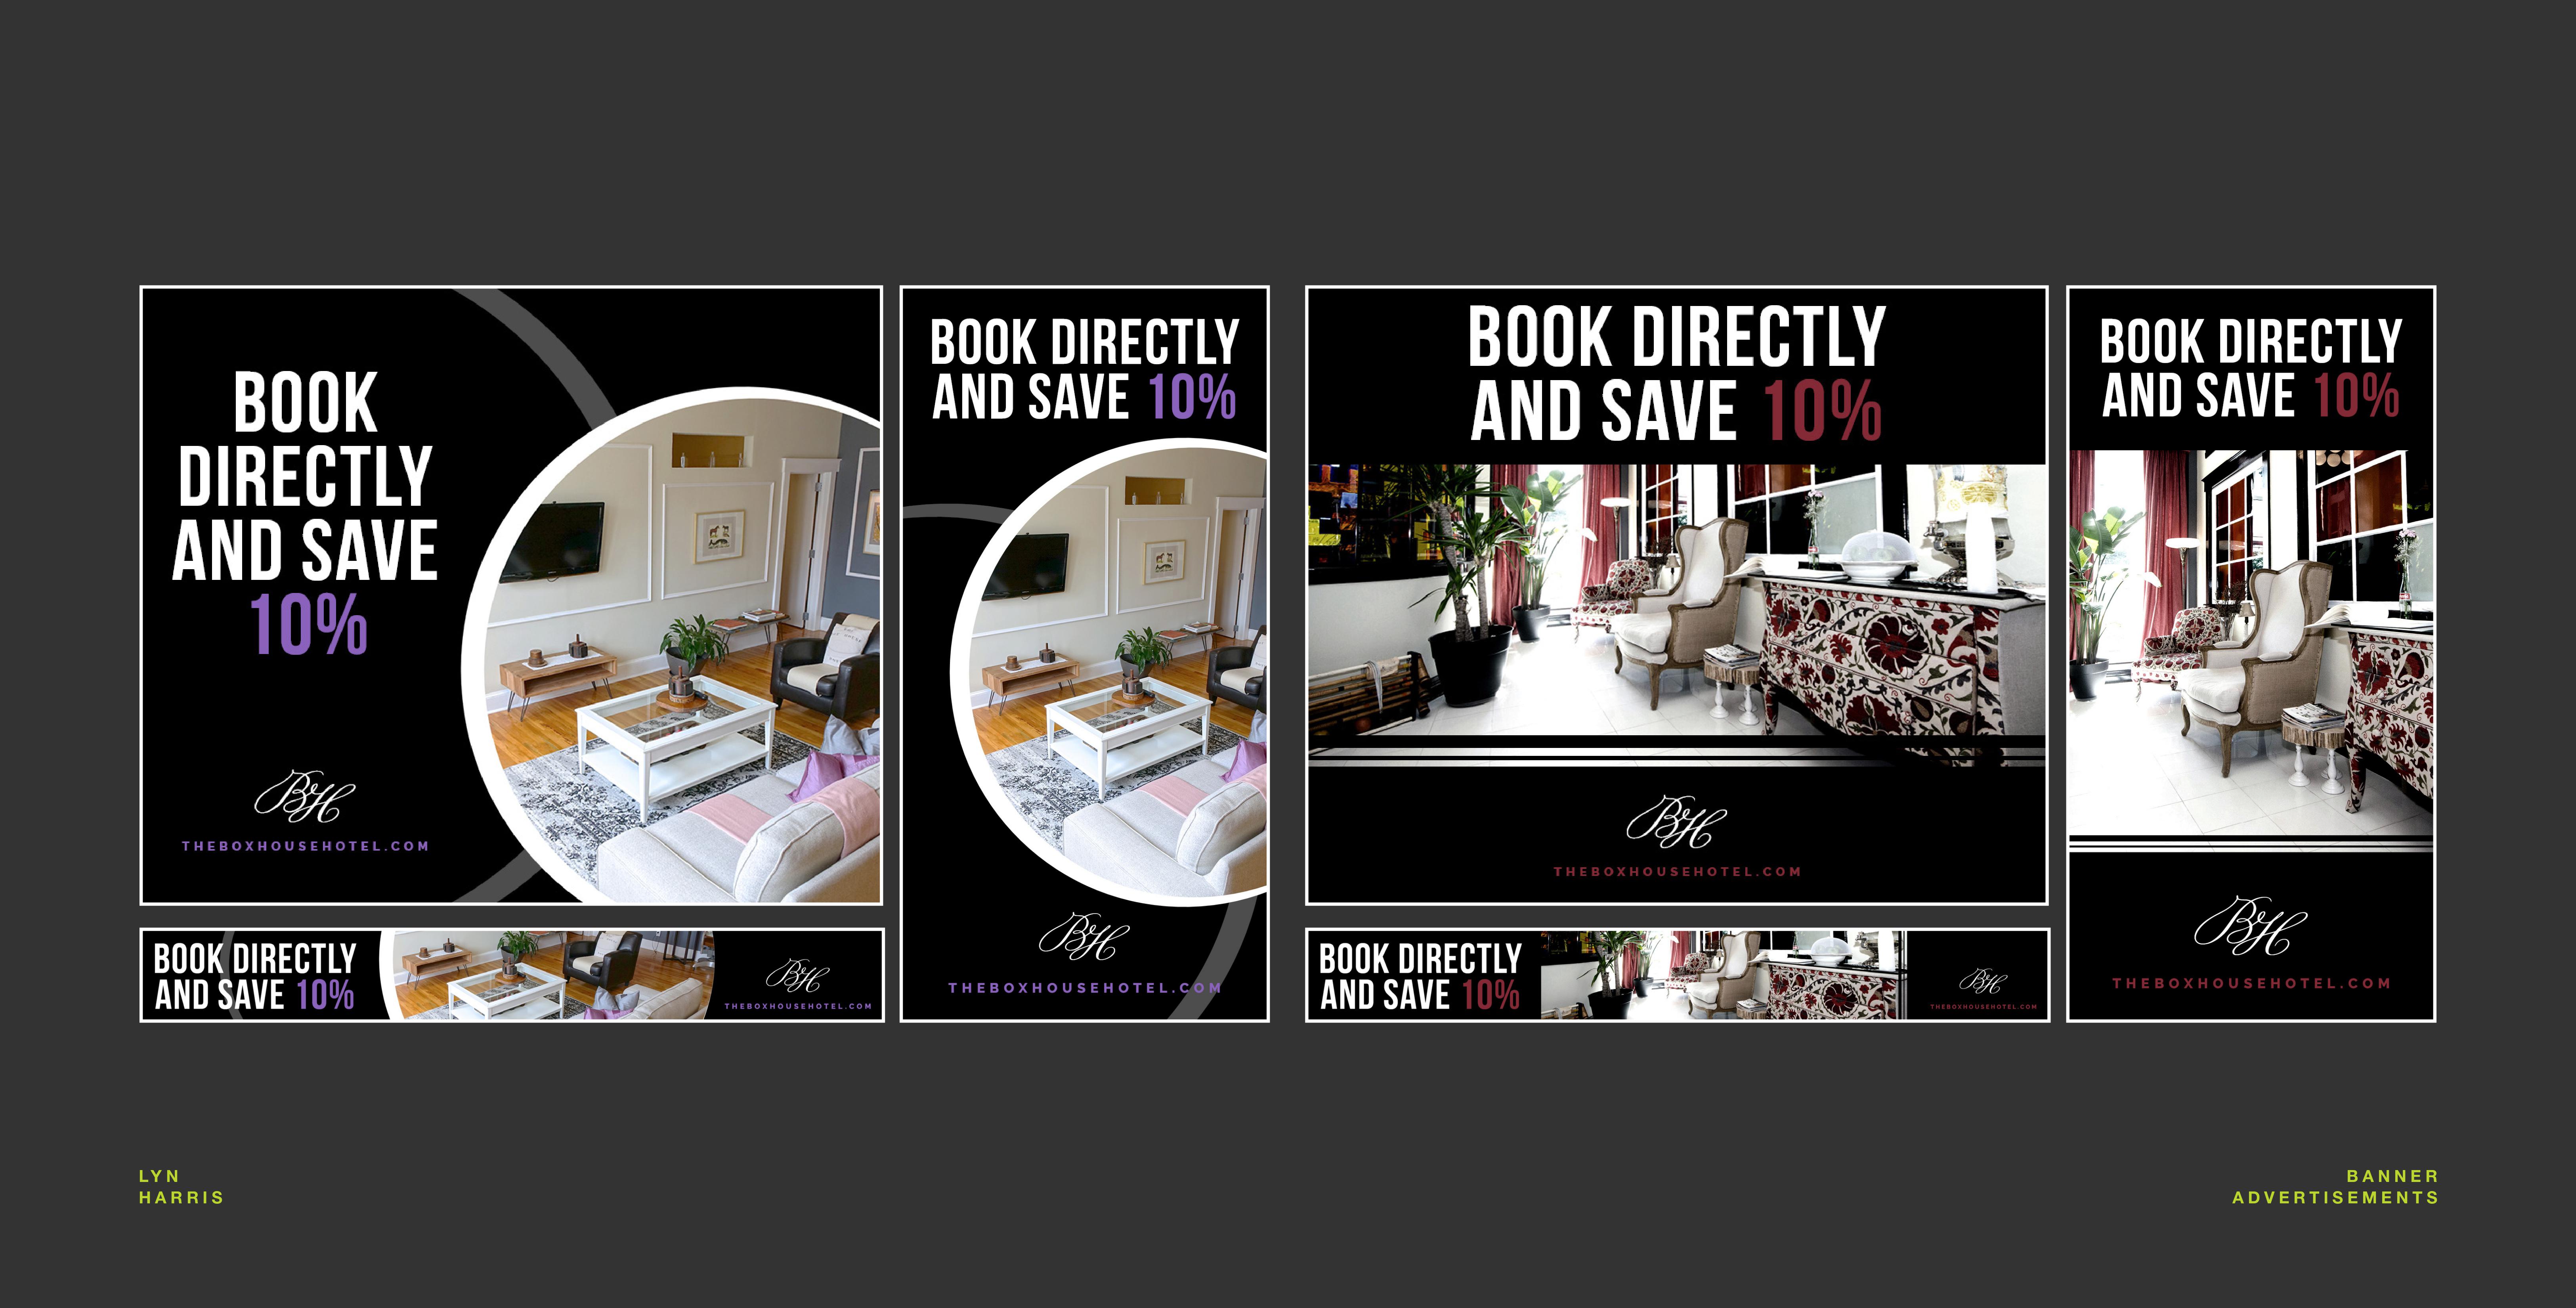 BOOK
DIRECTLY
AND SAVE
10%
BH
THEBOXHOUSEHOTEL.COM
BOOK DIRECTLY
AND SAVE 10%
BH
THEBOXHOUSEHOTEL.COM
BOOK DIRECTLY
AND SAVE 10%
BH
THEBOXHOUSEHOTEL.COM
BOOK DIRECTLY
AND SAVE 10%
BH
THEBOXHOUSEHOTEL.COM
BOOK DIRECTLY
AND SAVE 10%
BH
THEBOXHOUSEHOTEL.COM
BOOK DIRECTLY
AND SAVE 10%
BH
THEBOXHOUSEHOTEL.COM
LYN
HARRIS
BANNER
ADVERTISEMENTS